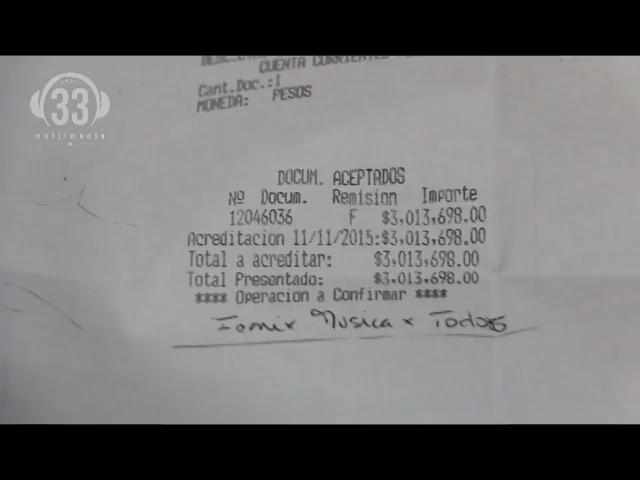 33
multimedia
CUENTA
Cant.Doc.:1
MONEDA: PESOS
DOCUM. ACEPTADOS
Nº Docum. Remision Importe
12046036 F $3,013,698.00
Acreditacion 11/11/2015:$3,013,698.00
Total a acreditar: $3,013,698.00
Total Presentado: $3,013,698.00
**** Operacion a Confirmar ****
Musica x Todos